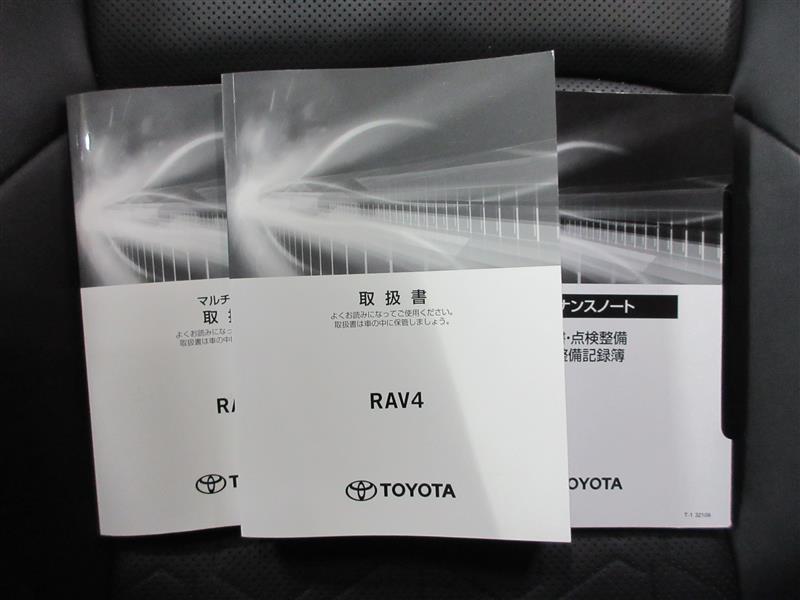 マルチ
取
よくお読みになっ
取扱書は車の中に
RA
T
取扱書
よくお読みになってご使用ください。
取扱書は車の中に保管しましょう。
RAV4
TOYOTA
ナンスノート
・点検整備
整備記録簿
OYOTA